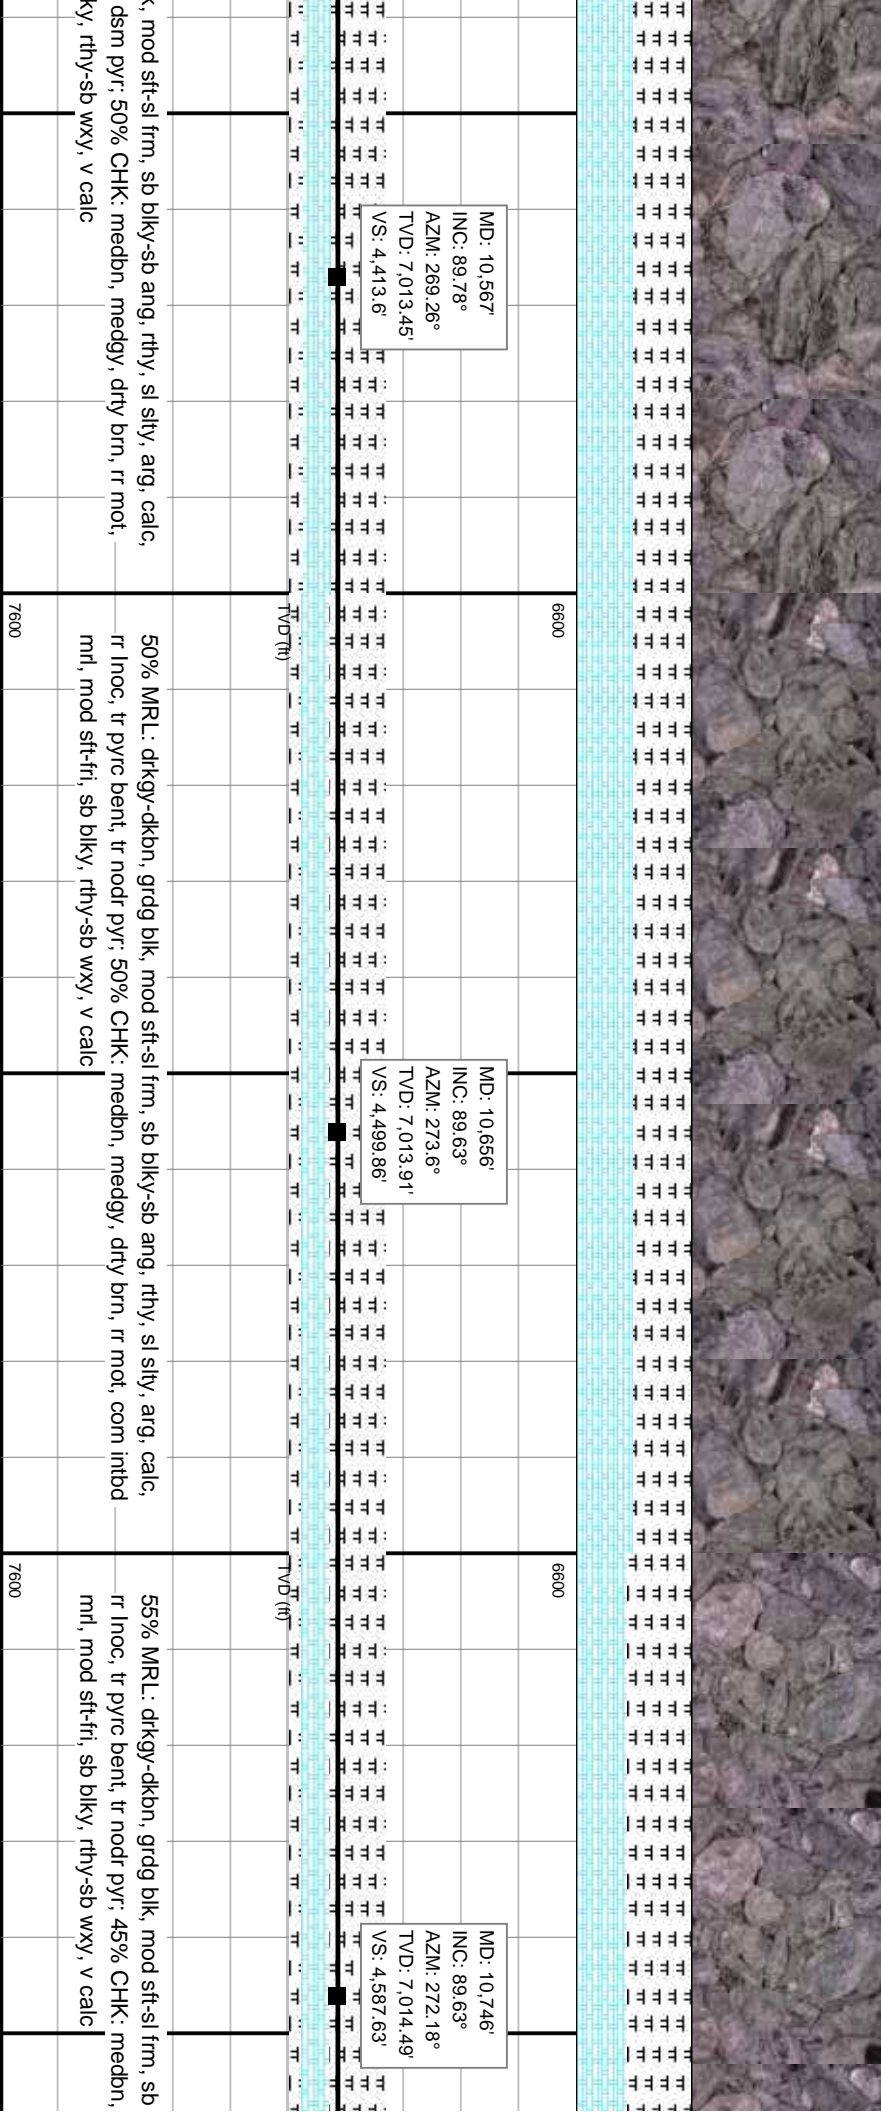 k, mod sft-sl frm, sb blky-sb ang, rthy, sl slty, arg, calc,
dsm pyr; 50% CHK: medbn, medgy, drty brn, rr mot,
ky, rthy-sb wxy, v calc
MD: 10,567'
INC: 89.78°
AZM: 269.26°
TVD: 7,013.45'
VS: 4,413.6'
6600
TVD (ft)
7600
50% MRL: drkgy-dkbn, grdg blk, mod sft-sl frm, sb blky-sb ang, rthy, sl slty, arg, calc,
rr Inoc, tr pyrc bent, tr nodr pyr; 50% CHK: medbn, medgy, drty brn, rr mot, com intbd
mrl, mod sft-fri, sb blky, rthy-sb wxy, v calc
MD: 10,656'
INC: 89.63°
AZM: 273.6°
TVD: 7,013.91'
VS: 4,499.86'
6600
TVD (ft)
7600
55% MRL: drkgy-dkbn, grdg blk, mod sft-sl frm, sb
rr Inoc, tr pyrc bent, tr nodr pyr; 45% CHK: medbn,
mrl, mod sft-fri, sb blky, rthy-sb wxy, v calc
MD: 10,746'
INC: 89.63°
AZM: 272.18°
TVD: 7,014.49'
VS: 4,587.63'